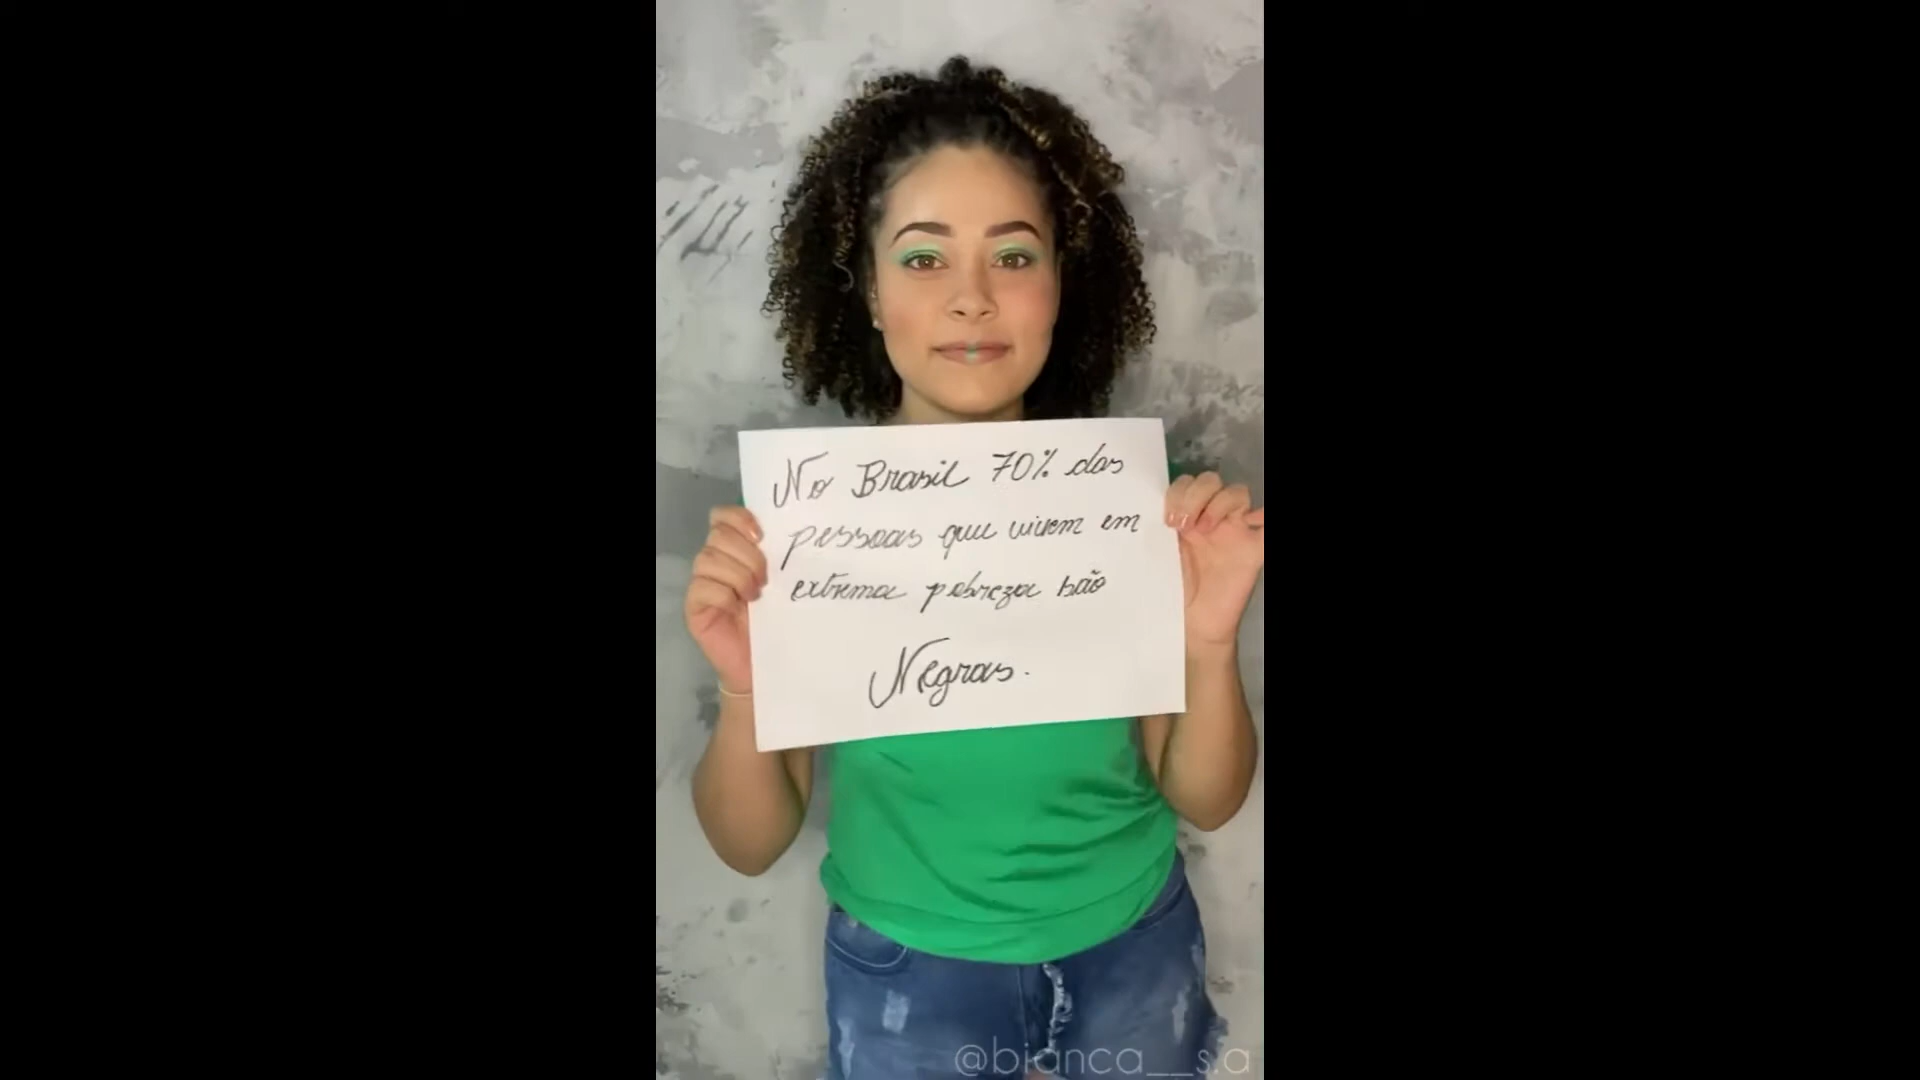 No Brasil 70% das
pessoas que vivem em
extrema pobreza são
Negras.
@bianca__s.a